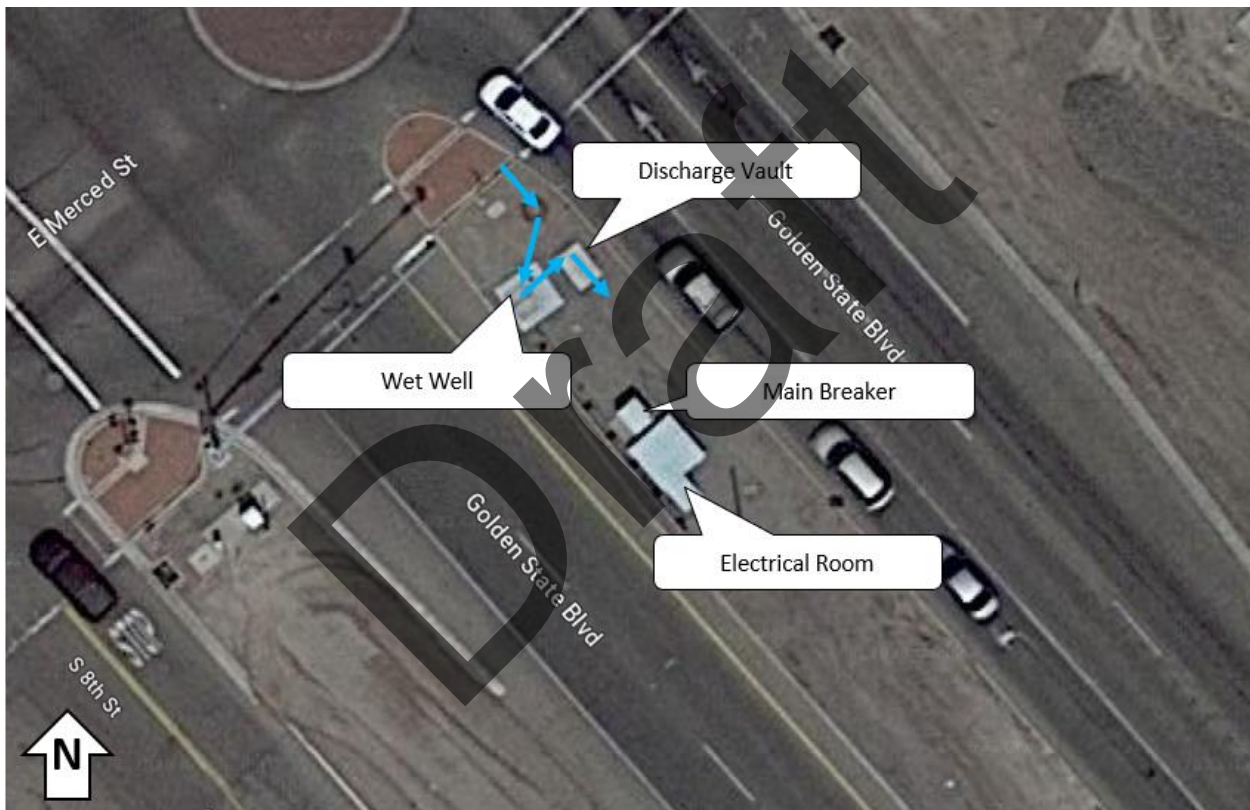 E Merced St
Discharge Vault
Golden State Blvd
Wet Well
Main Breaker
Golden State Blvd
Electrical Room
S 8th St
N
Draft